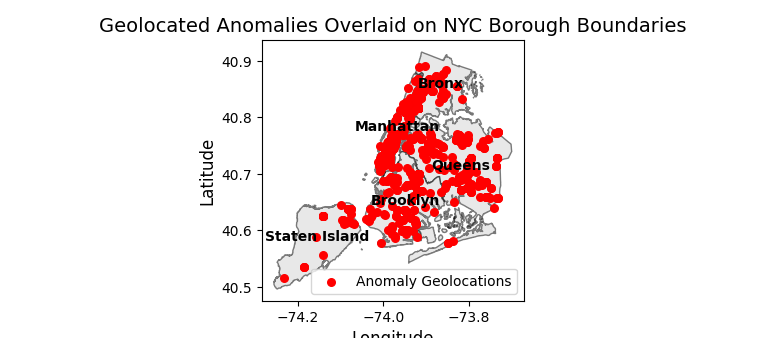 Geolocated Anomalies Overlaid on NYC Borough Boundaries
40.9
40.8
40.7
40.6
40.5
Latitude
Bronx
Manhattan
Queens
Brooklyn
Staten Island
Anomaly Geolocations
−74.2
−74.0
−73.8
Longitude